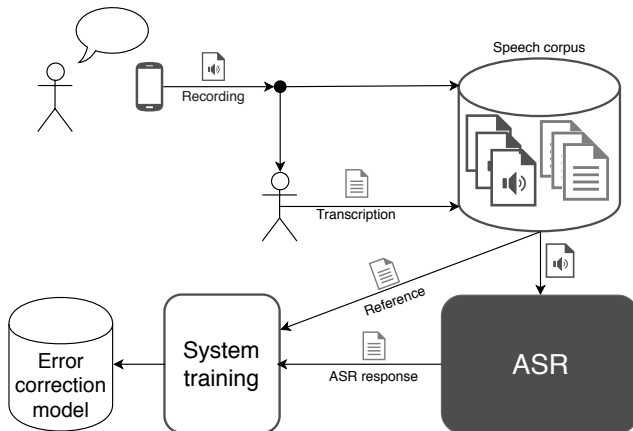 Speech corpus
Recording
Transcription
Reference
Error
correction
model
System
training
ASR response
ASR